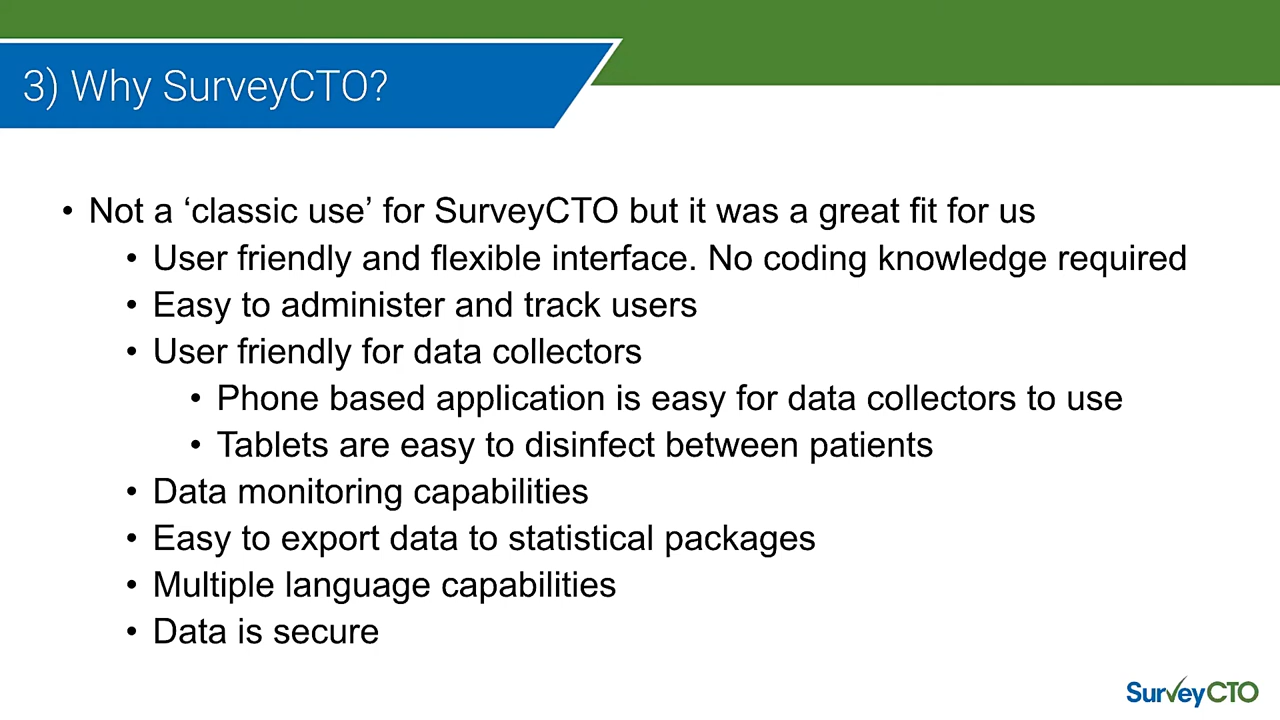 3) Why SurveyCTO?
• Not a ‘classic use’ for SurveyCTO but it was a great fit for us
• User friendly and flexible interface. No coding knowledge required
• Easy to administer and track users
• User friendly for data collectors
• Phone based application is easy for data collectors to use
• Tablets are easy to disinfect between patients
• Data monitoring capabilities
• Easy to export data to statistical packages
• Multiple language capabilities
• Data is secure
SurveyCTO